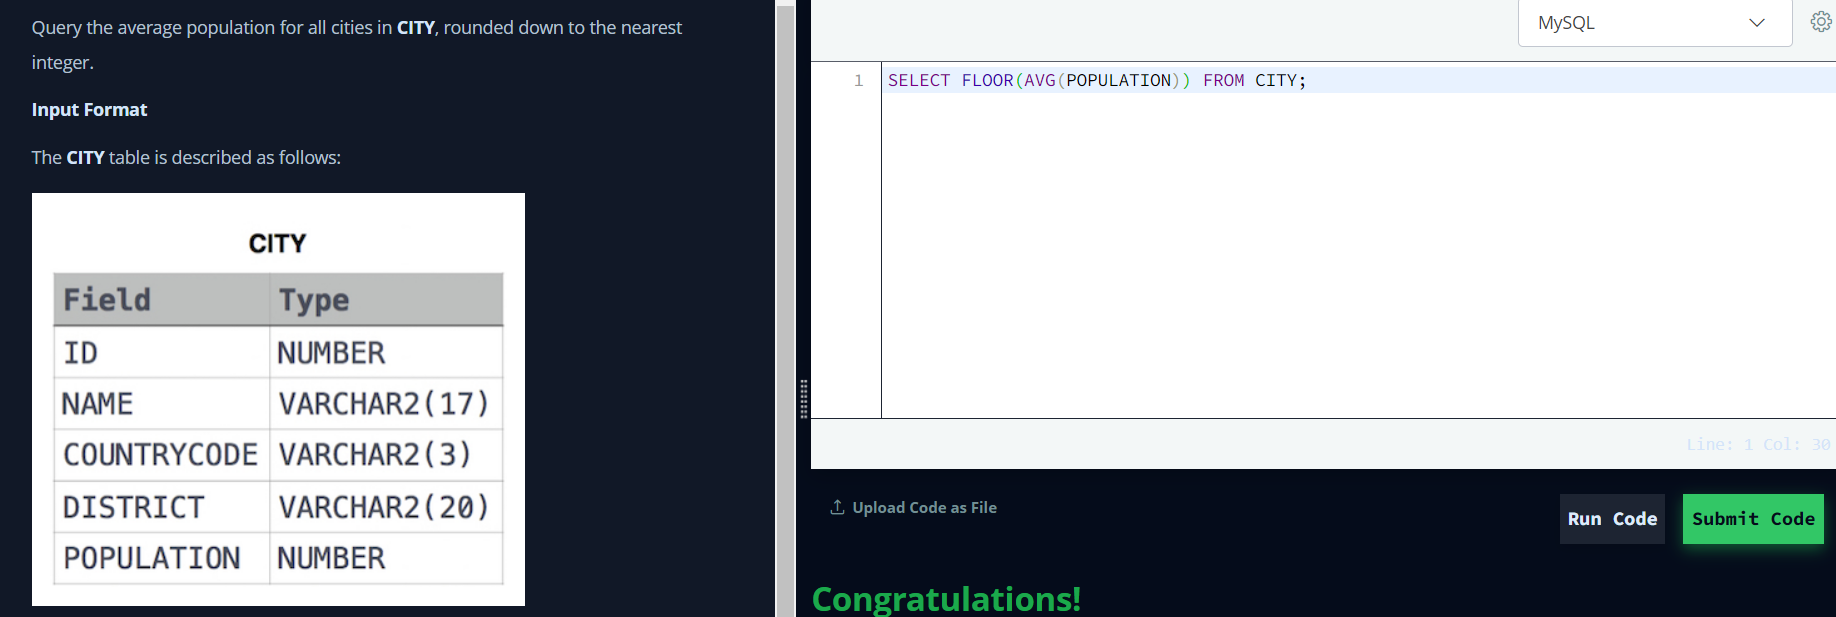 Query the average population for all cities in CITY, rounded down to the nearest
integer.
Input Format
The CITY table is described as follows:
CITY
Field Type
ID NUMBER
NAME VARCHAR2(17)
COUNTRYCODE VARCHAR2(3)
DISTRICT VARCHAR2(20)
POPULATION NUMBER
MySQL
1 SELECT FLOOR(AVG(POPULATION)) FROM CITY;
Line: 1 Col: 30
Upload Code as File
Run Code
Submit Code
Congratulations!